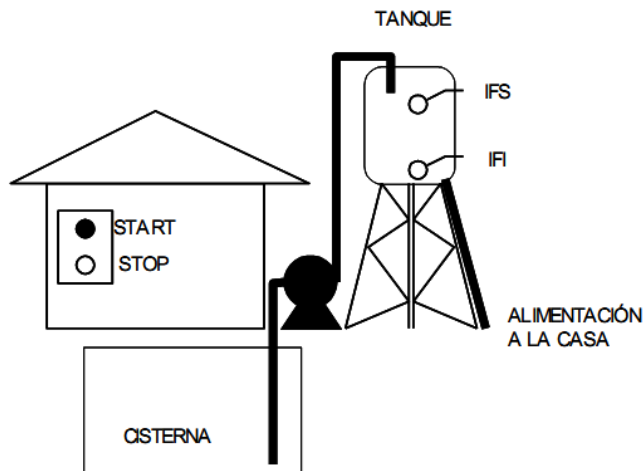 TANQUE
IFS
IFI
START
STOP
ALIMENTACIÓN
A LA CASA
CISTERNA